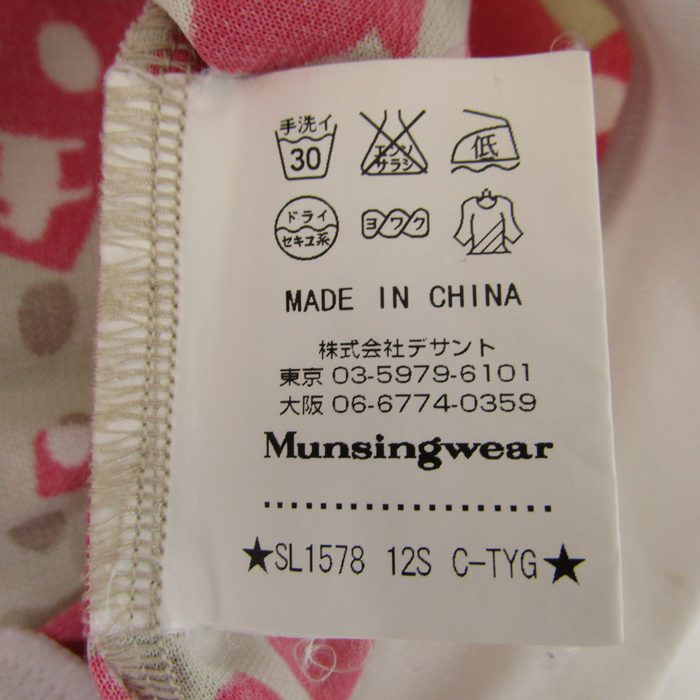 手洗イ
30
エンソ
サラシ
低
ドライ
セキユ系
ヨワク
MADE IN CHINA
株式会社デサント
東京 03-5979-6101
大阪 06-6774-0359
Munsingwear
★SL1578 12S C-TYG★